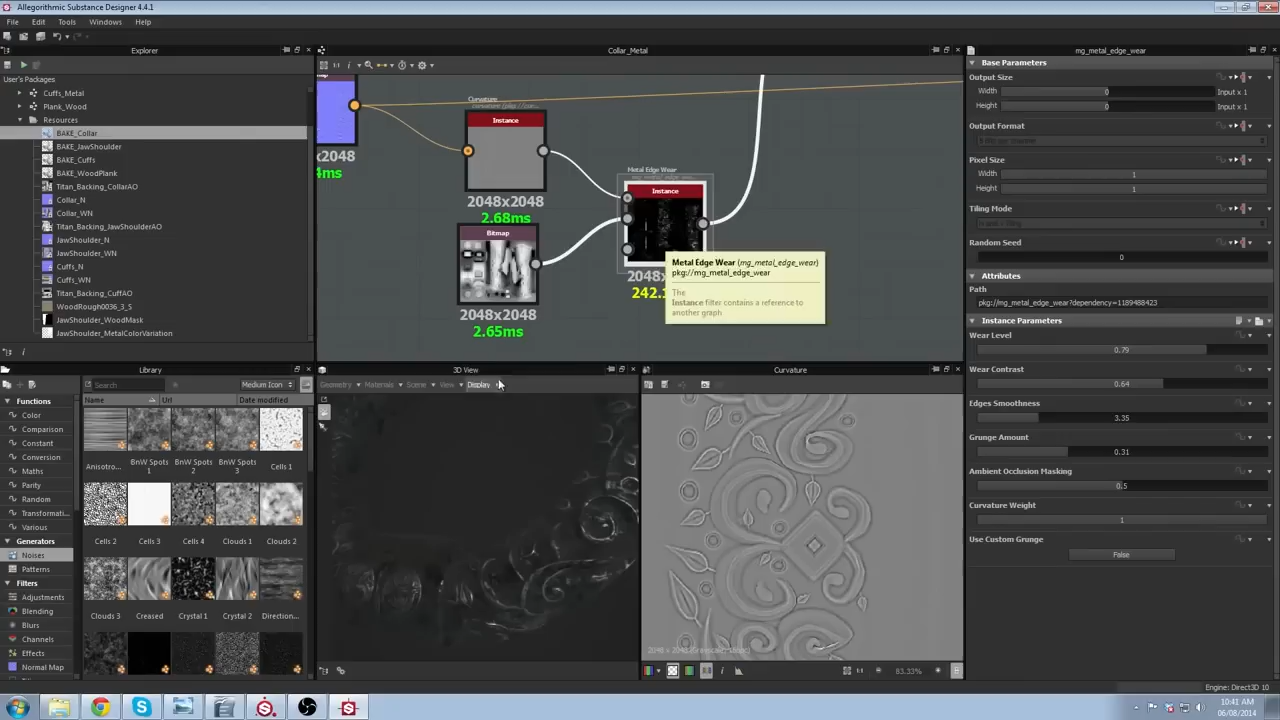 Allegorithmic Substance Designer 4.4.1
File Edit Tools Windows Help
Explorer
User's Packages
Cuffs_Metal
Plank_Wood
Resources
BAKE_Collar
BAKE_JawShoulder
BAKE_Cuffs
BAKE_WoodPlank
Titan_Backing_CollarAO
Collar_N
Collar_WN
Titan_Backing_JawShoulderAO
JawShoulder_N
JawShoulder_WN
Cuffs_N
Cuffs_WN
Titan_Backing_CuffAO
WoodRough0036_3_S
JawShoulder_WoodMask
JawShoulder_MetalColorVariation
Library
Search
Medium Icon
Name Url Date modified
Functions
Color
Comparison
Constant
Conversion
Maths
Parity
Random
Transformati...
Various
Generators
Noises
Patterns
Filters
Adjustments
Blending
Blurs
Channels
Effects
Normal Map
Anisotro... BnW Spots 1 BnW Spots 2 BnW Spots 3 Cells 1
Cells 2 Cells 3 Cells 4 Clouds 1 Clouds 2
Clouds 3 Creased Crystal 1 Crystal 2 Direction...
Collar_Metal
Curvature
Instance
2048x2048
2.68ms
Bitmap
2048x2048
2.65ms
Metal Edge Wear
Instance
Metal Edge Wear (mg_metal_edge_wear)
pkg://mg_metal_edge_wear
The
Instance filter contains a reference to
another graph
3D View
Geometry Materials Scene View Display
Curvature
83.33%
mg_metal_edge_wear
Base Parameters
Output Size
Width 0 Input x 1
Height 0 Input x 1
Output Format
Pixel Size
Width 1
Height 1
Tiling Mode
Random Seed
0
Attributes
Path
pkg://mg_metal_edge_wear?dependency=1189488423
Instance Parameters
Wear Level
0.79
Wear Contrast
0.64
Edges Smoothness
3.35
Grunge Amount
0.31
Ambient Occlusion Masking
0.5
Curvature Weight
1
Use Custom Grunge
False
Engine: Direct3D 10
10:41 AM
06/08/2014